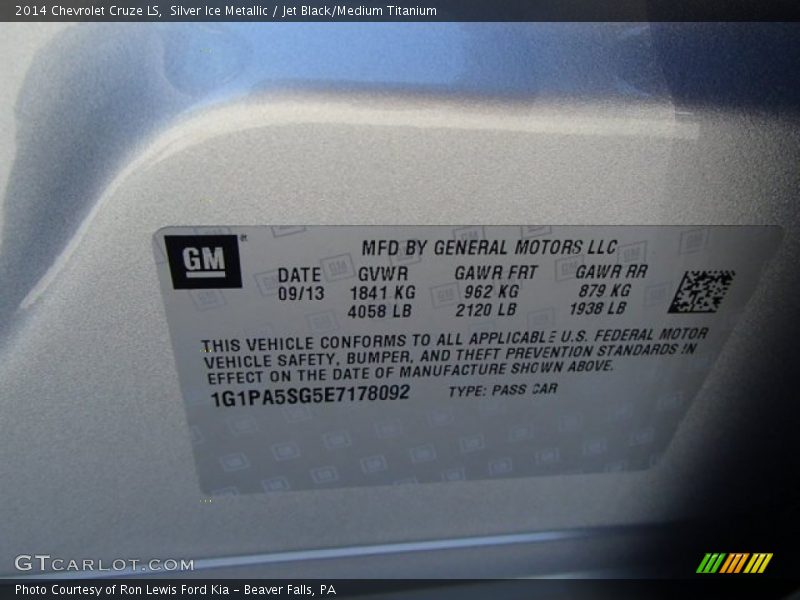 2014 Chevrolet Cruze LS,  Silver Ice Metallic / Jet Black/Medium Titanium
GM
MFD BY GENERAL MOTORS LLC
DATE GVWR GAWR FRT GAWR RR
09/13 1841 KG 962 KG 879 KG
4058 LB 2120 LB 1938 LB
THIS VEHICLE CONFORMS TO ALL APPLICABLE U.S. FEDERAL MOTOR
VEHICLE SAFETY, BUMPER, AND THEFT PREVENTION STANDARDS IN
EFFECT ON THE DATE OF MANUFACTURE SHOWN ABOVE.
1G1PA5SG5E7178092 TYPE: PASS CAR
GTCARLOT.COM
Photo Courtesy of Ron Lewis Ford Kia - Beaver Falls, PA